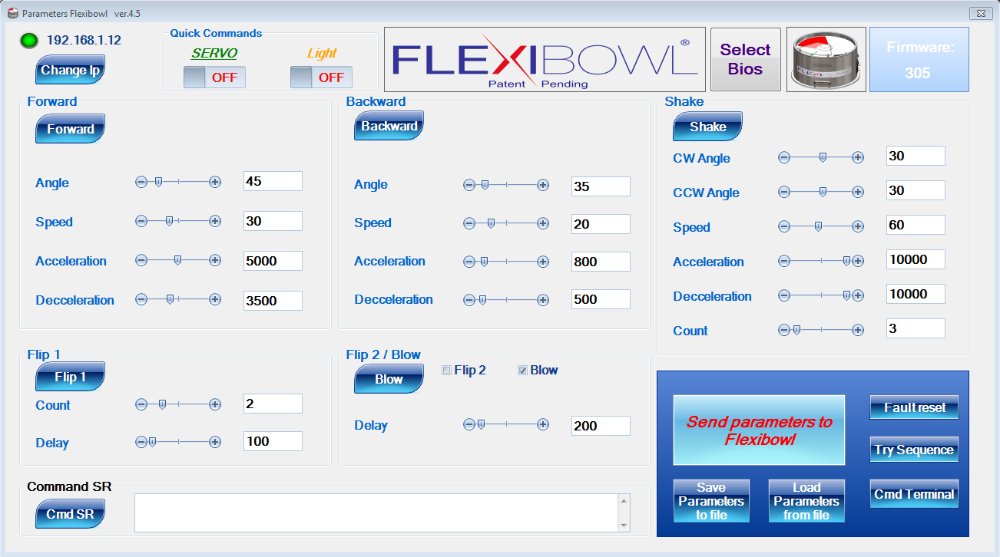 Parameters Flexibowl ver.4.5
192.168.1.12
Change Ip
Quick Commands
SERVO
Light
OFF
OFF
FLEXIBOWL®
Patent Pending
Select
Bios
FLEXIBOWL
Firmware:
305
Forward
Forward
Angle
45
Speed
30
Acceleration
5000
Decceleration
3500
Backward
Backward
Angle
35
Speed
20
Acceleration
800
Decceleration
500
Shake
Shake
CW Angle
30
CCW Angle
30
Speed
60
Acceleration
10000
Decceleration
10000
Count
3
Flip 1
Flip 1
Count
2
Delay
100
Flip 2 / Blow
Blow
Flip 2
Blow
Delay
200
Send parameters to
Flexibowl
Fault reset
Try Sequence
Save
Parameters
to file
Load
Parameters
from file
Cmd Terminal
Command SR
Cmd SR